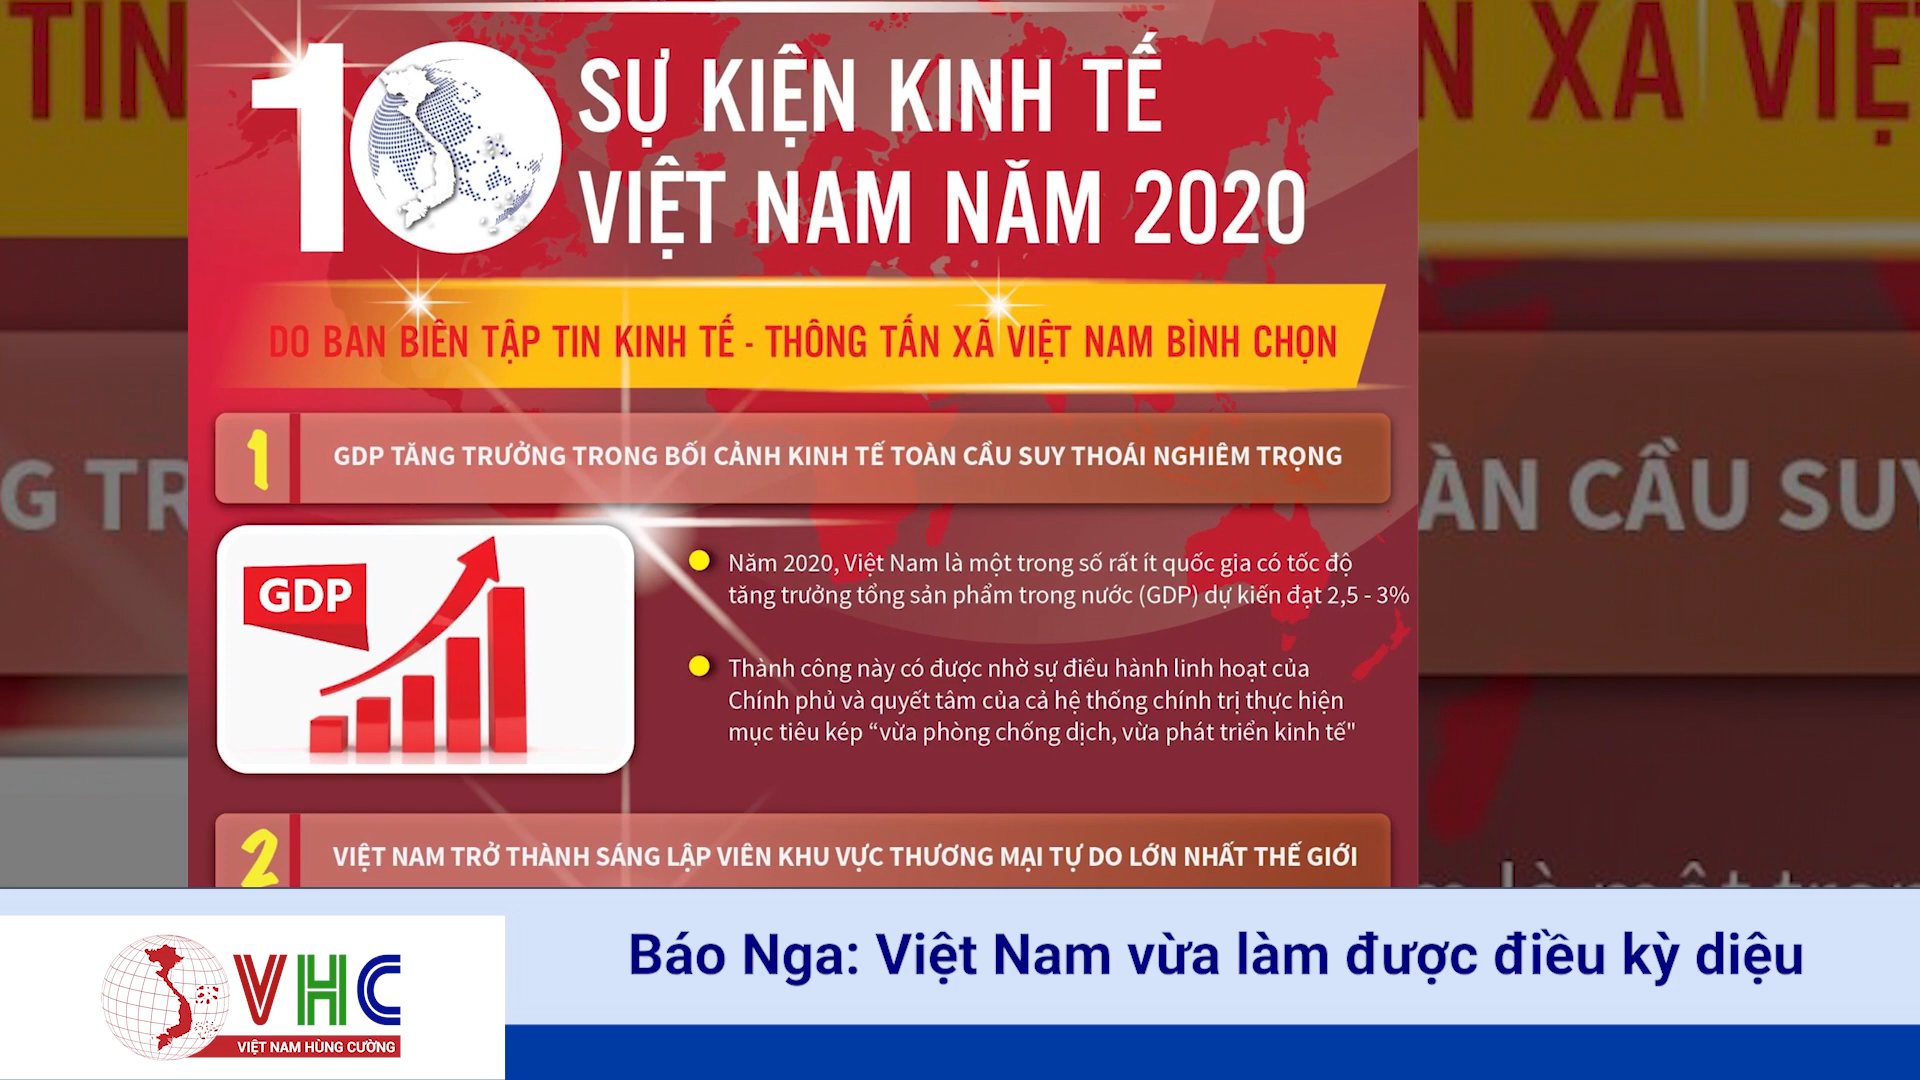 TIN
N XÃ VIỆ
10
SỰ KIỆN KINH TẾ
VIỆT NAM NĂM 2020
DO BAN BIÊN TẬP TIN KINH TẾ - THÔNG TẤN XÃ VIỆT NAM BÌNH CHỌN
1
GDP TĂNG TRƯỞNG TRONG BỐI CẢNH KINH TẾ TOÀN CẦU SUY THOÁI NGHIÊM TRỌNG
G TR
ÀN CẦU SUY
GDP
Năm 2020, Việt Nam là một trong số rất ít quốc gia có tốc độ
tăng trưởng tổng sản phẩm trong nước (GDP) dự kiến đạt 2,5 - 3%
Thành công này có được nhờ sự điều hành linh hoạt của
Chính phủ và quyết tâm của cả hệ thống chính trị thực hiện
mục tiêu kép “vừa phòng chống dịch, vừa phát triển kinh tế"
2
VIỆT NAM TRỞ THÀNH SÁNG LẬP VIÊN KHU VỰC THƯƠNG MẠI TỰ DO LỚN NHẤT THẾ GIỚI
Báo Nga: Việt Nam vừa làm được điều kỳ diệu
VHC
VIỆT NAM HÙNG CƯỜNG